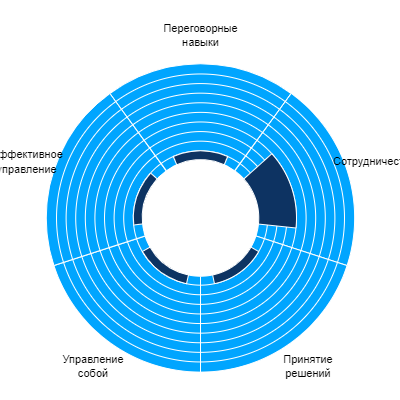 Переговорные
навыки
ффективное
правление
Сотрудничест
Управление
собой
Принятие
решений